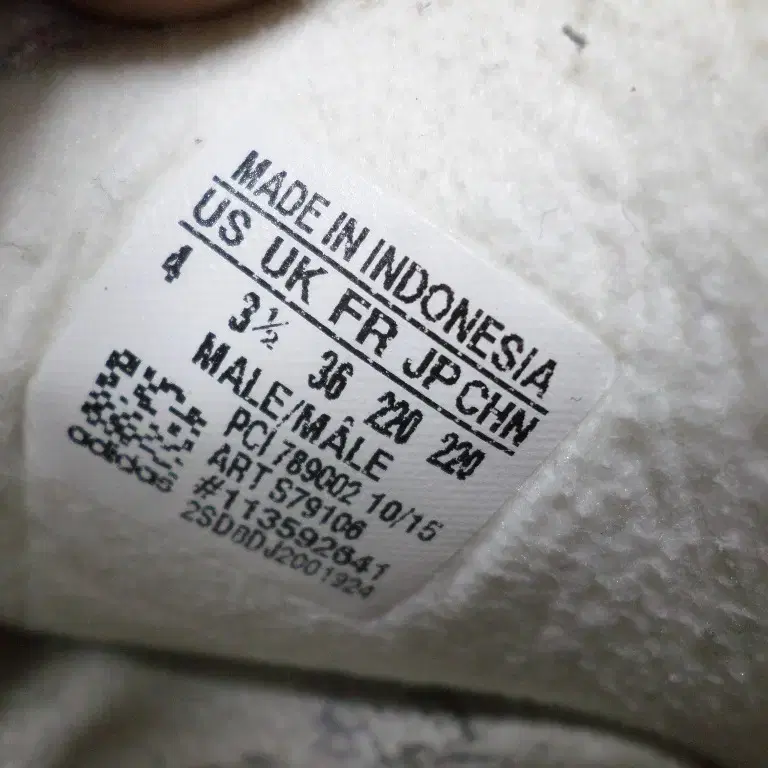 MADE IN INDONESIA
US UK FR JP CHN
4 3½ 36 220 220
MALE/MÂLE
PCI 789002 10/15
ART S79106
#113592641
2SD8DJ2001924
adidas